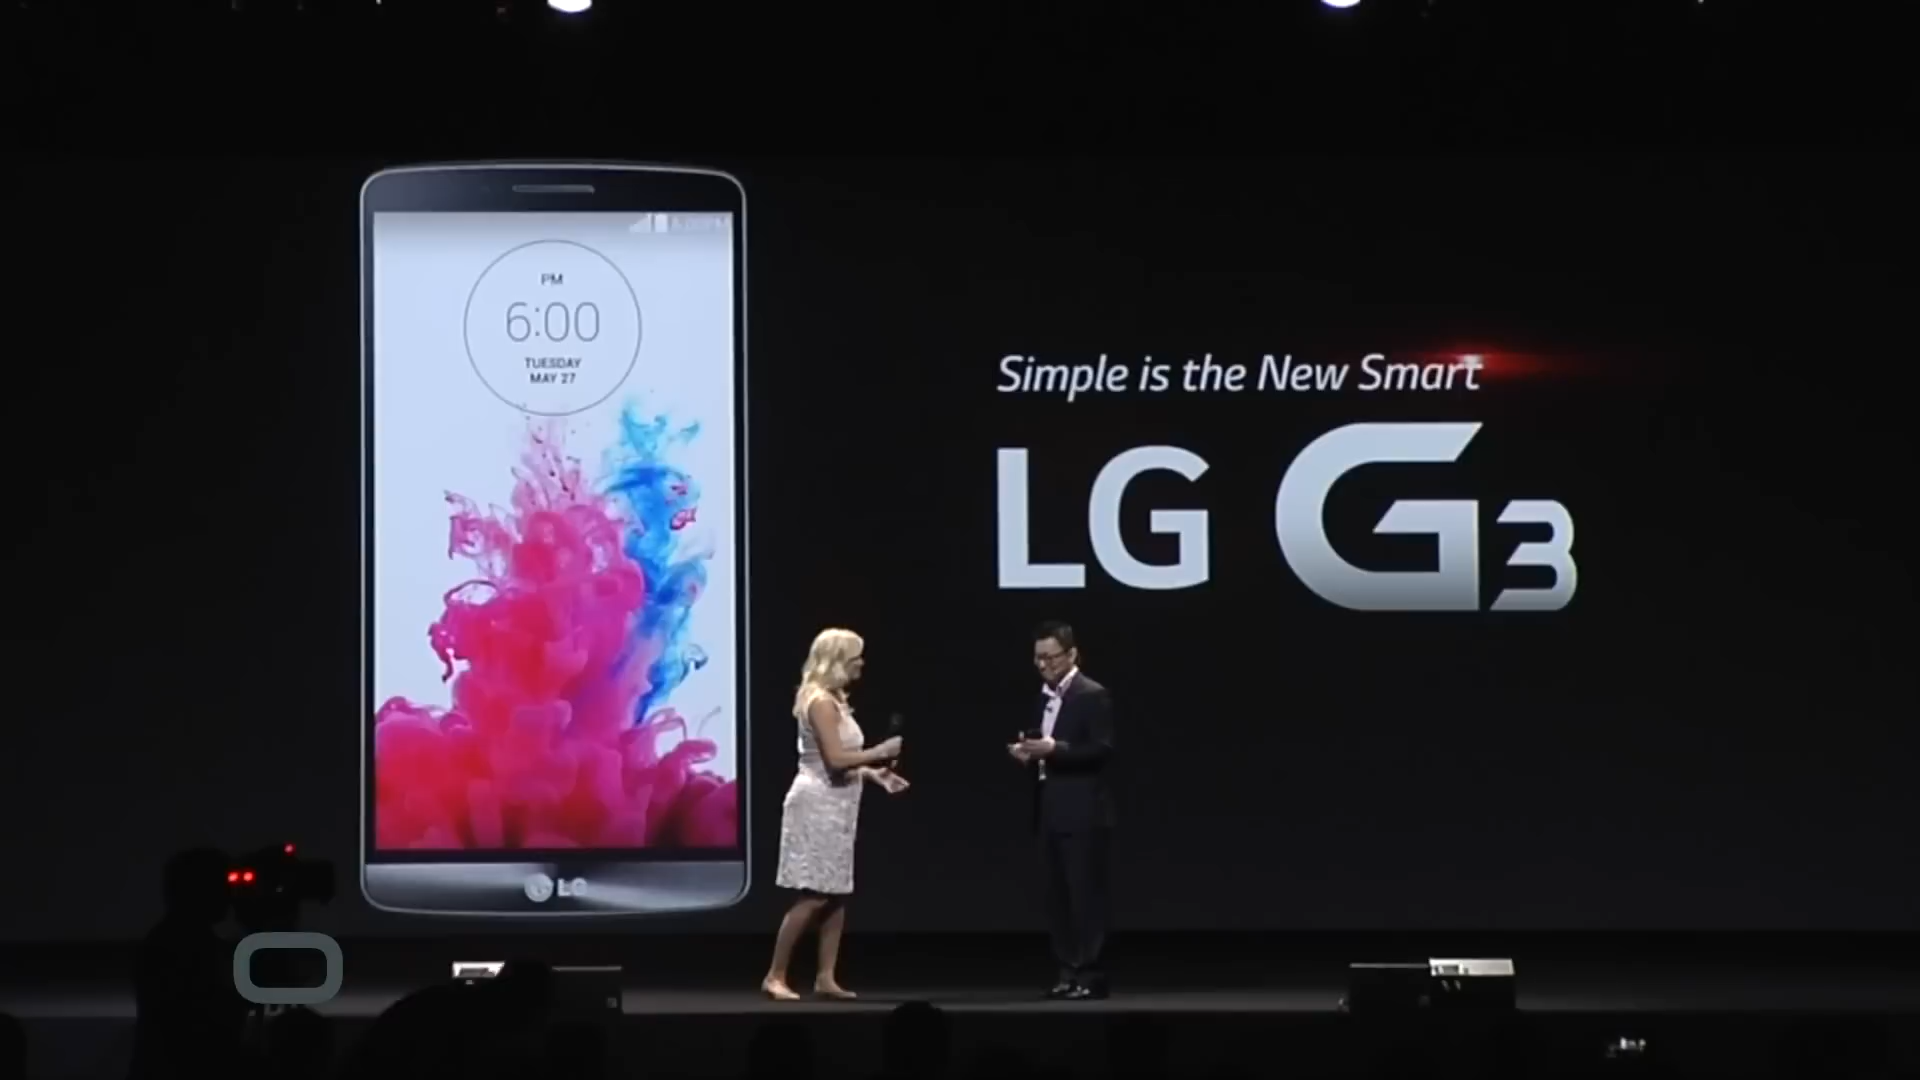 PM
6:00
TUESDAY
MAY 27
LG
Simple is the New Smart
LG G3